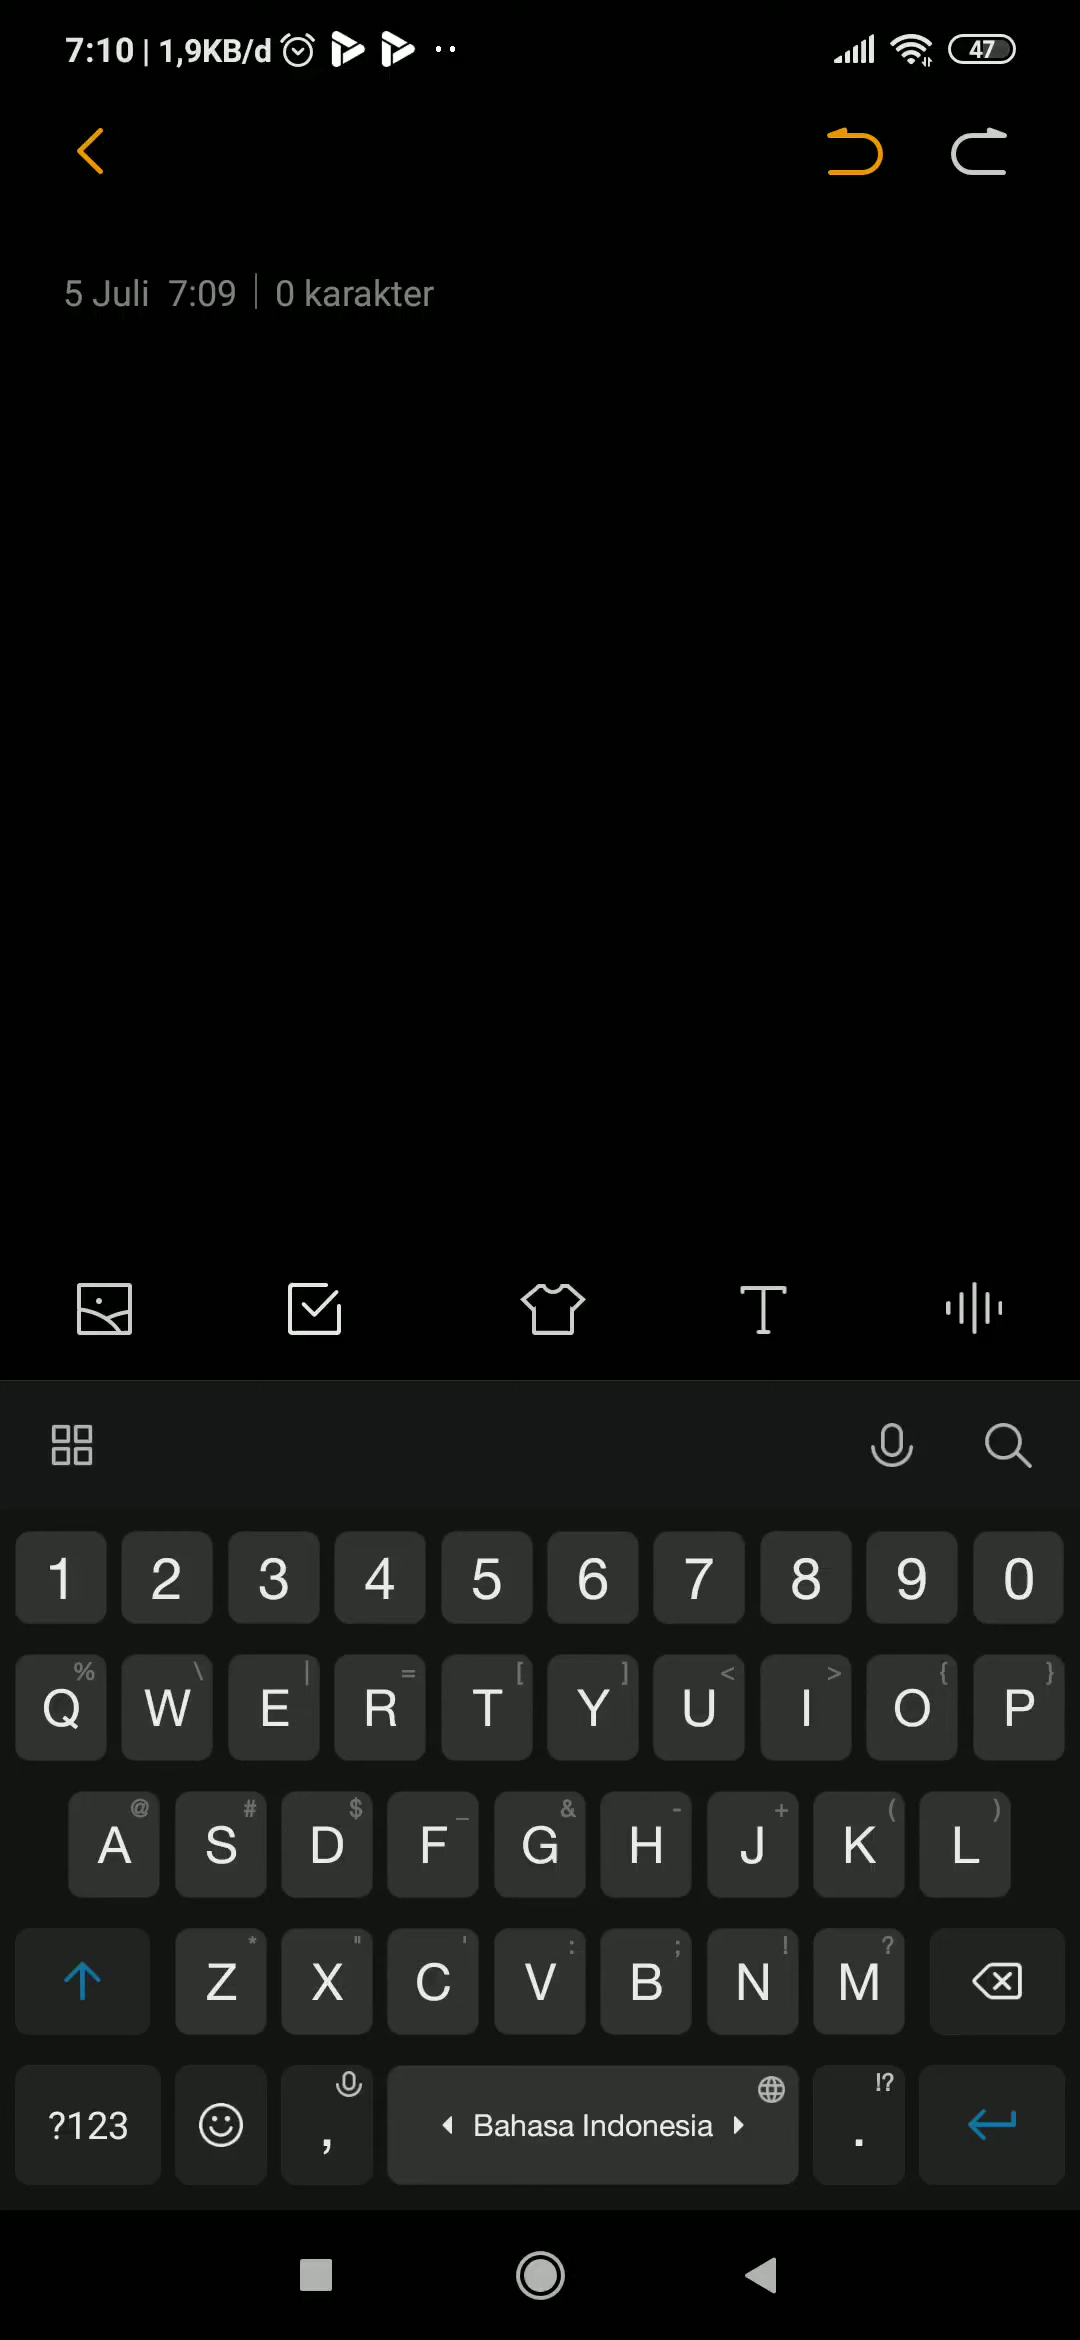 7:10 | 1,9KB/d 47
5 Juli 7:09 | 0 karakter
1 2 3 4 5 6 7 8 9 0
% \ | = [ ] < > { }
Q W E R T Y U I O P
@ # $ _ & - + ( )
A S D F G H J K L
* " ' : ; ! ?
Z X C V B N M
!?
?123 , Bahasa Indonesia .